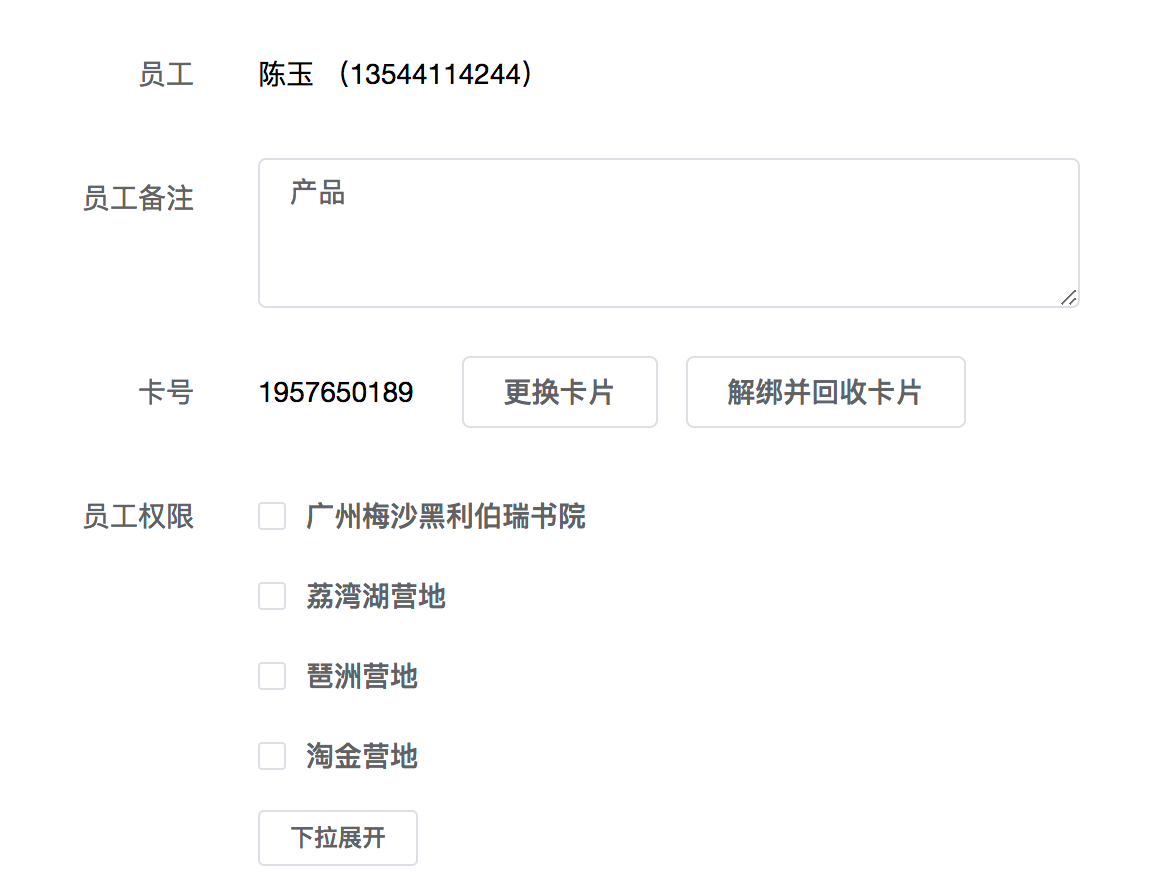 员工 陈玉 （13544114244）
员工备注 产品
卡号 1957650189 更换卡片 解绑并回收卡片
员工权限 广州梅沙黑利伯瑞书院
荔湾湖营地
琶洲营地
淘金营地
下拉展开